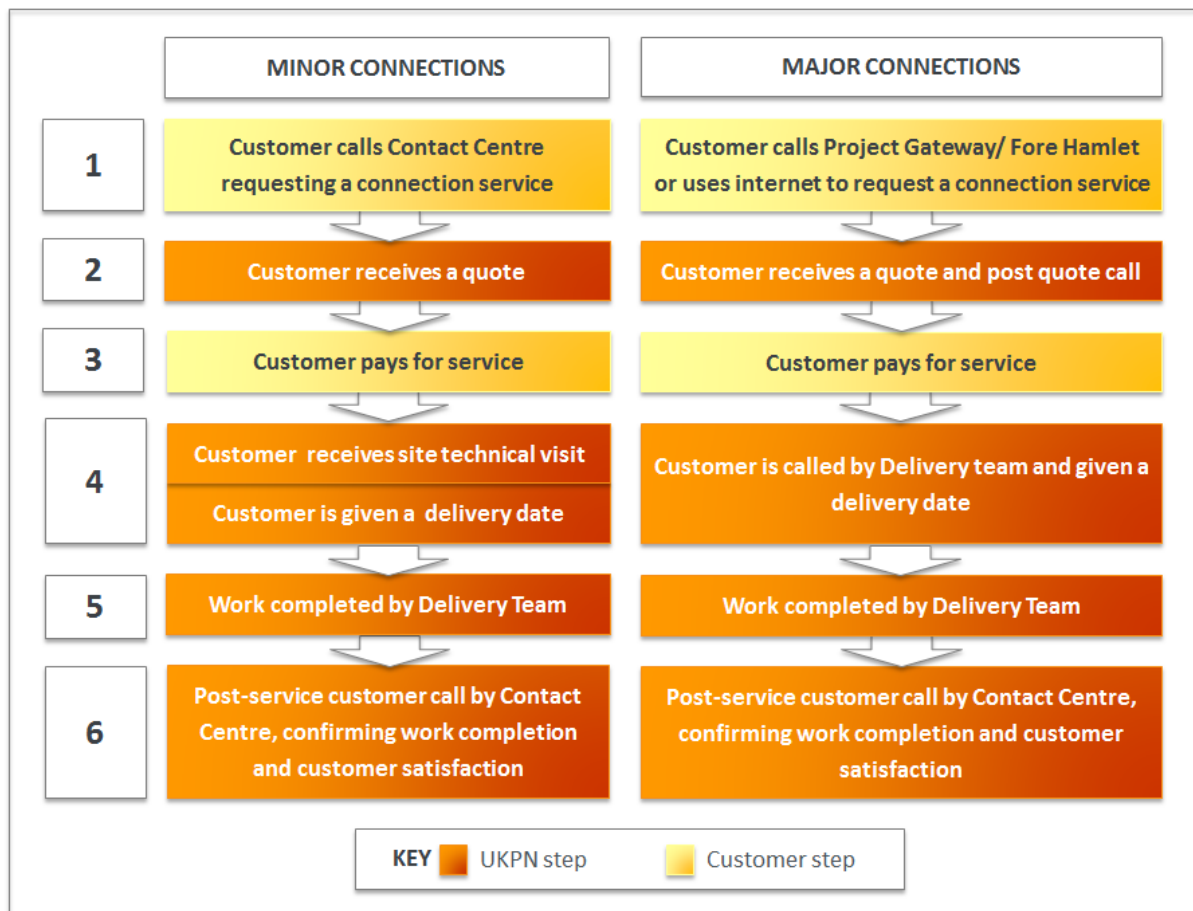 MINOR CONNECTIONS
MAJOR CONNECTIONS
1
Customer calls Contact Centre
requesting a connection service
Customer calls Project Gateway/ Fore Hamlet
or uses internet to request a connection service
2
Customer receives a quote
Customer receives a quote and post quote call
3
Customer pays for service
Customer pays for service
4
Customer receives site technical visit
Customer is given a delivery date
Customer is called by Delivery team and given a
delivery date
5
Work completed by Delivery Team
Work completed by Delivery Team
6
Post-service customer call by Contact
Centre, confirming work completion
and customer satisfaction
Post-service customer call by Contact Centre,
confirming work completion and customer
satisfaction
KEY UKPN step Customer step